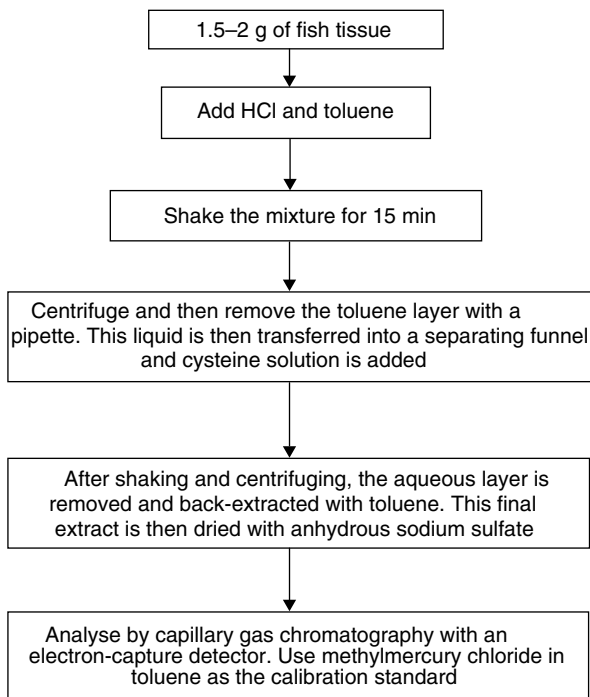 1.5–2 g of fish tissue
Add HCl and toluene
Shake the mixture for 15 min
Centrifuge and then remove the toluene layer with a
pipette. This liquid is then transferred into a separating funnel
and cysteine solution is added
After shaking and centrifuging, the aqueous layer is
removed and back-extracted with toluene. This final
extract is then dried with anhydrous sodium sulfate
Analyse by capillary gas chromatography with an
electron-capture detector. Use methylmercury chloride in
toluene as the calibration standard